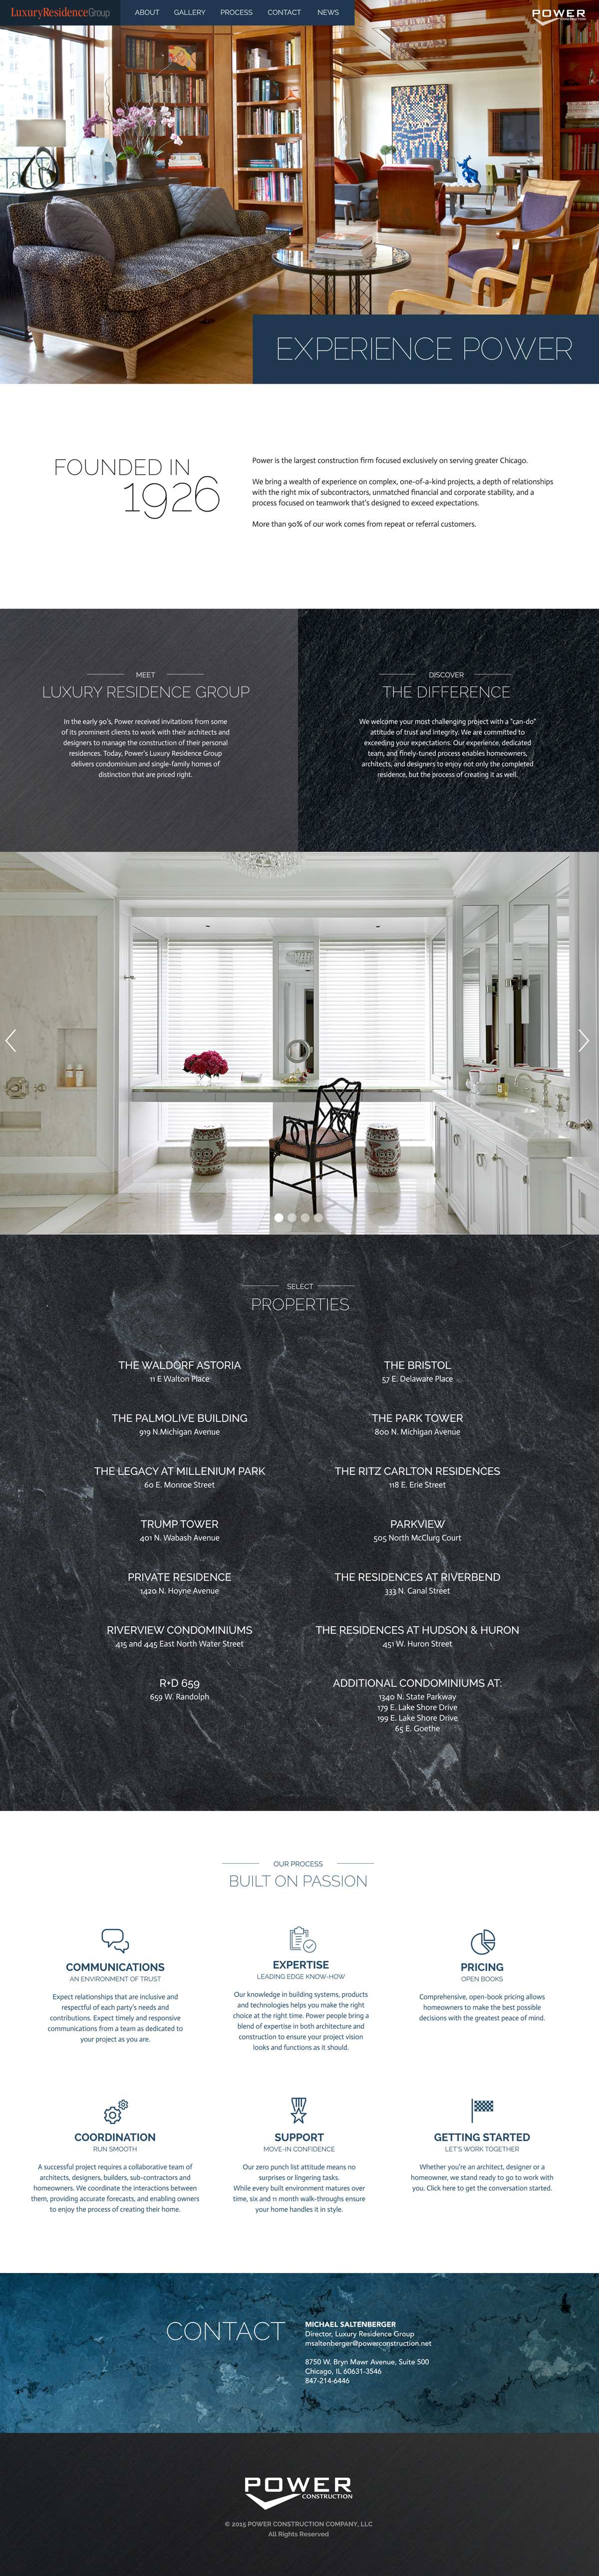 LuxuryResidenceGroup
ABOUT GALLERY PROCESS CONTACT NEWS
POWER
CONSTRUCTION
EXPERIENCE POWER
FOUNDED IN
1926
Power is the largest construction firm focused exclusively on serving greater Chicago.
We bring a wealth of experience on complex, one-of-a-kind projects, a depth of relationships
with the right mix of subcontractors, unmatched financial and corporate stability, and a
process focused on teamwork that's designed to exceed expectations.
More than 90% of our work comes from repeat or referral customers.
MEET
LUXURY RESIDENCE GROUP
In the early 90's, Power received invitations from some
of its prominent clients to work with their architects and
designers to manage the construction of their personal
residences. Today, Power's Luxury Residence Group
delivers condominium and single-family homes of
distinction that are priced right.
DISCOVER
THE DIFFERENCE
We welcome your most challenging project with a "can-do"
attitude of trust and integrity. We are committed to
exceeding your expectations. Our experience, dedicated
team, and finely-tuned process enables homeowners,
architects, and designers to enjoy not only the completed
residence, but the process of creating it as well.
SELECT
PROPERTIES
THE WALDORF ASTORIA
11 E Walton Place
THE BRISTOL
57 E. Delaware Place
THE PALMOLIVE BUILDING
919 N.Michigan Avenue
THE PARK TOWER
800 N. Michigan Avenue
THE LEGACY AT MILLENIUM PARK
60 E. Monroe Street
THE RITZ CARLTON RESIDENCES
118 E. Erie Street
TRUMP TOWER
401 N. Wabash Avenue
PARKVIEW
505 North McClurg Court
PRIVATE RESIDENCE
1420 N. Hoyne Avenue
THE RESIDENCES AT RIVERBEND
333 N. Canal Street
RIVERVIEW CONDOMINIUMS
415 and 445 East North Water Street
THE RESIDENCES AT HUDSON & HURON
451 W. Huron Street
R+D 659
659 W. Randolph
ADDITIONAL CONDOMINIUMS AT:
1340 N. State Parkway
179 E. Lake Shore Drive
199 E. Lake Shore Drive
65 E. Goethe
OUR PROCESS
BUILT ON PASSION
COMMUNICATIONS
AN ENVIRONMENT OF TRUST
Expect relationships that are inclusive and
respectful of each party's needs and
contributions. Expect timely and responsive
communications from a team as dedicated to
your project as you are.
EXPERTISE
LEADING EDGE KNOW-HOW
Our knowledge in building systems, products
and technologies helps you make the right
choice at the right time. Power people bring a
blend of expertise in both architecture and
construction to ensure your project vision
looks and functions as it should.
PRICING
OPEN BOOKS
Comprehensive, open-book pricing allows
homeowners to make the best possible
decisions with the greatest peace of mind.
COORDINATION
RUN SMOOTH
A successful project requires a collaborative team of
architects, designers, builders, sub-contractors and
homeowners. We coordinate the interactions between
them, providing accurate forecasts, and enabling owners
to enjoy the process of creating their home.
SUPPORT
MOVE-IN CONFIDENCE
Our zero punch list attitude means no
surprises or lingering tasks.
While every built environment matures over
time, six and 11 month walk-throughs ensure
your home handles it in style.
GETTING STARTED
LET'S WORK TOGETHER
Whether you're an architect, designer or a
homeowner, we stand ready to go to work with
you. Click here to get the conversation started.
CONTACT
MICHAEL SALTENBERGER
Director, Luxury Residence Group
msaltenberger@powerconstruction.net
8750 W. Bryn Mawr Avenue, Suite 500
Chicago, IL 60631-3546
847-214-6446
POWER
CONSTRUCTION
© 2015 POWER CONSTRUCTION COMPANY, LLC
All Rights Reserved